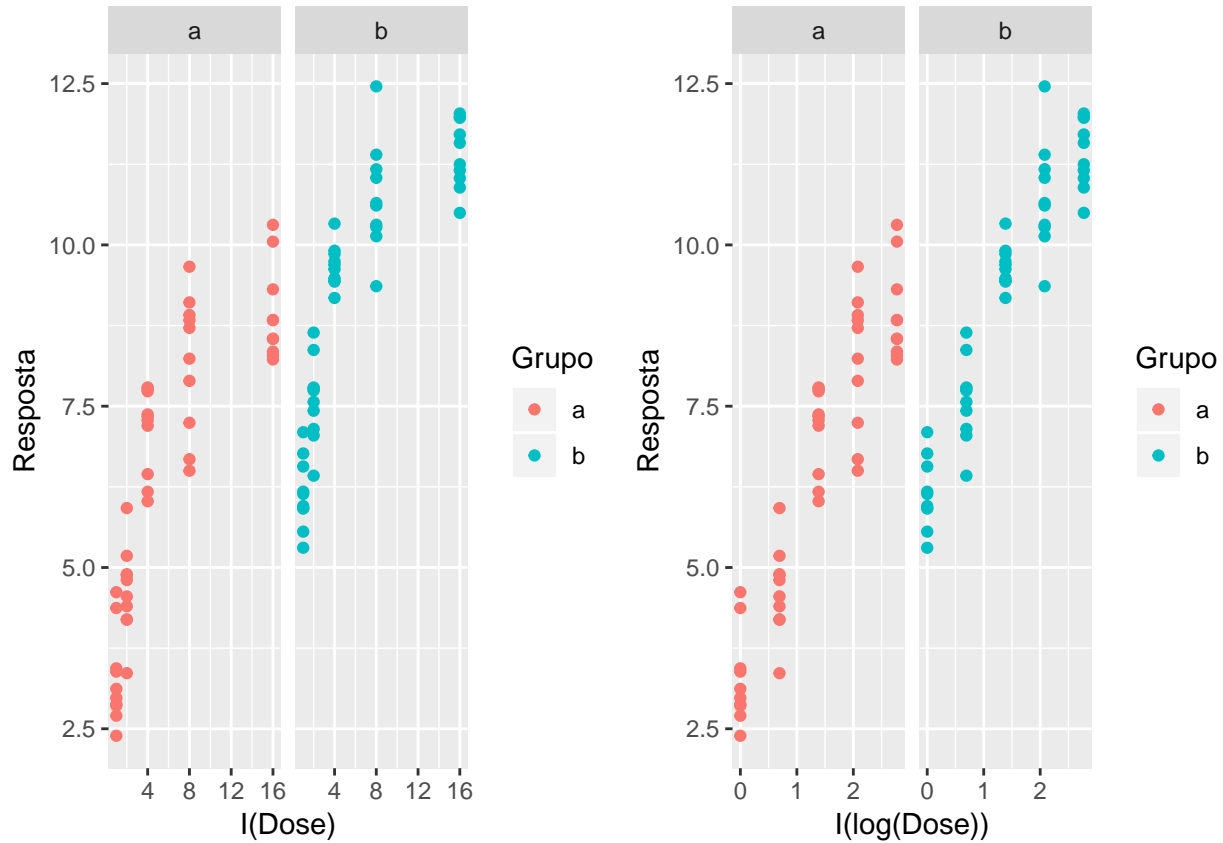 a b
12.5
10.0
7.5
5.0
2.5
Resposta
4 8 12 16 4 8 12 16
I(Dose)
Grupo
a
b
a b
12.5
10.0
7.5
5.0
2.5
Resposta
0 1 2 0 1 2
I(log(Dose))
Grupo
a
b